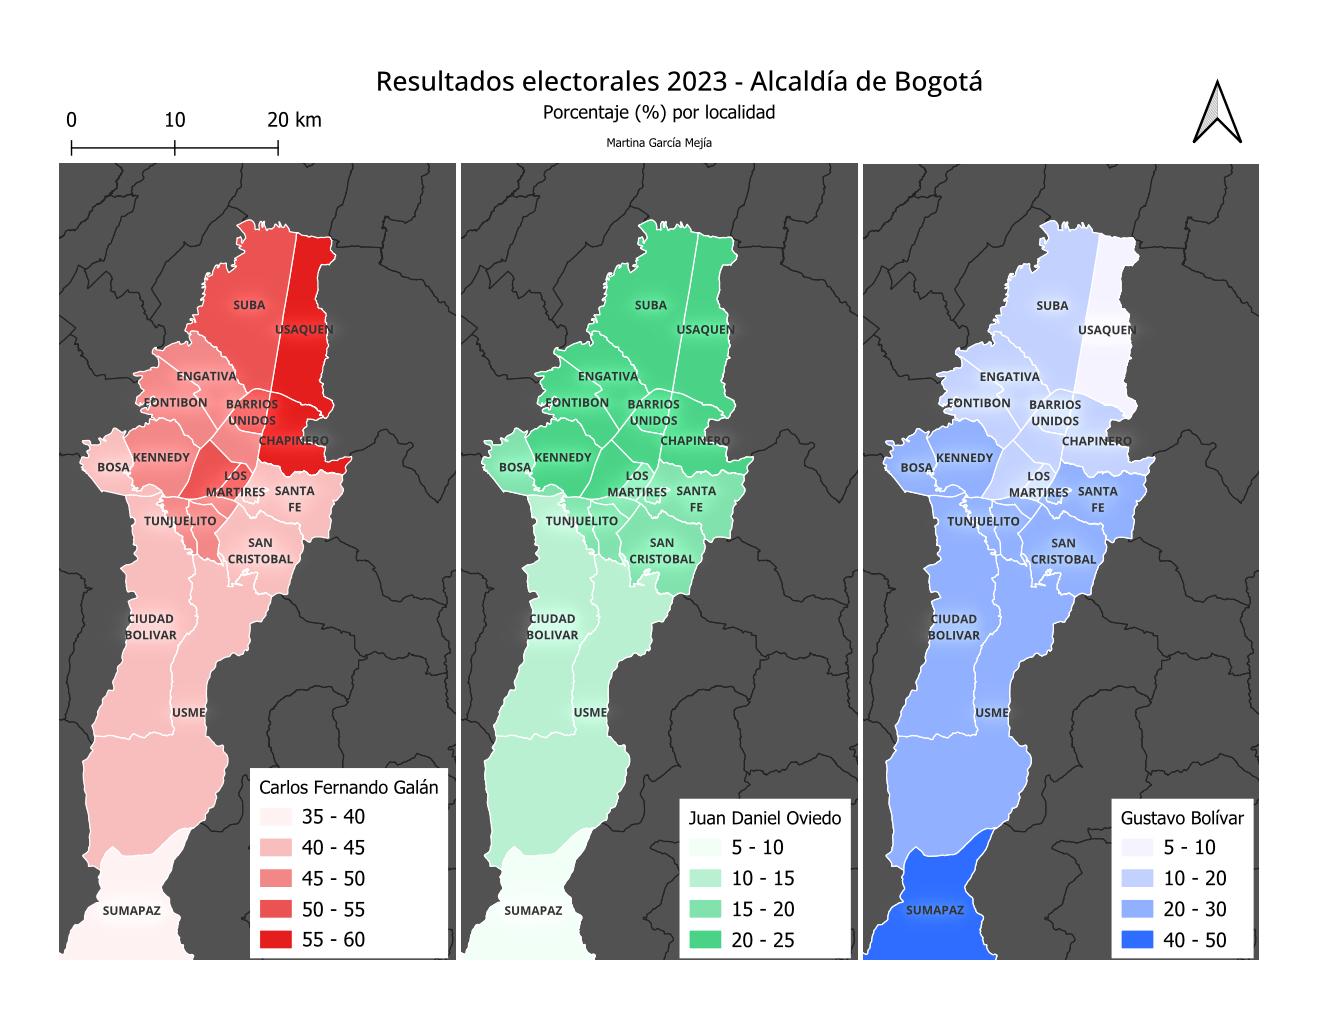 Resultados electorales 2023 - Alcaldía de Bogotá
Porcentaje (%) por localidad
Martina García Mejía
0 10 20 km
SUBA
USAQUEN
ENGATIVA
FONTIBON
BARRIOS
UNIDOS
CHAPINERO
BOSA
KENNEDY
LOS
MARTIRES
SANTA
FE
TUNJUELITO
SAN
CRISTOBAL
CIUDAD
BOLIVAR
USME
SUMAPAZ
Carlos Fernando Galán
35 - 40
40 - 45
45 - 50
50 - 55
55 - 60
SUBA
USAQUEN
ENGATIVA
FONTIBON
BARRIOS
UNIDOS
CHAPINERO
BOSA
KENNEDY
LOS
MARTIRES
SANTA
FE
TUNJUELITO
SAN
CRISTOBAL
CIUDAD
BOLIVAR
USME
SUMAPAZ
Juan Daniel Oviedo
5 - 10
10 - 15
15 - 20
20 - 25
SUBA
USAQUEN
ENGATIVA
FONTIBON
BARRIOS
UNIDOS
CHAPINERO
BOSA
KENNEDY
LOS
MARTIRES
SANTA
FE
TUNJUELITO
SAN
CRISTOBAL
CIUDAD
BOLIVAR
USME
SUMAPAZ
Gustavo Bolívar
5 - 10
10 - 20
20 - 30
40 - 50